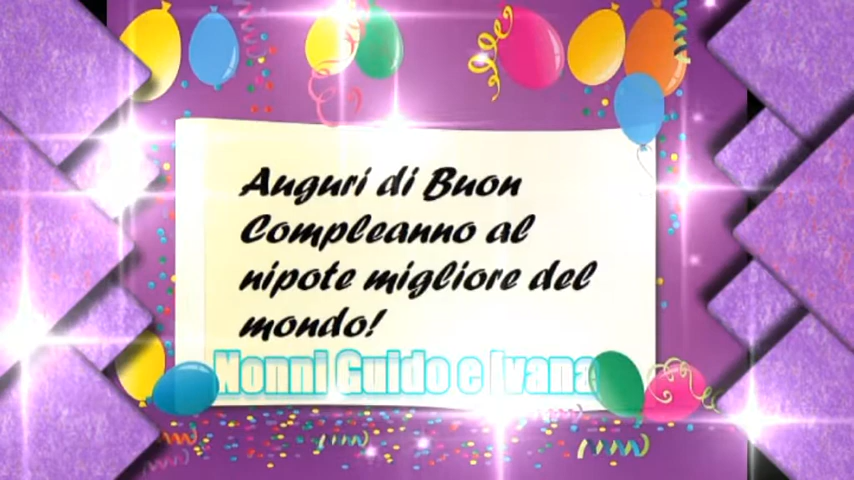 Auguri di Buon
Compleanno al
nipote migliore del
mondo!
Nonni Guido e Ivana